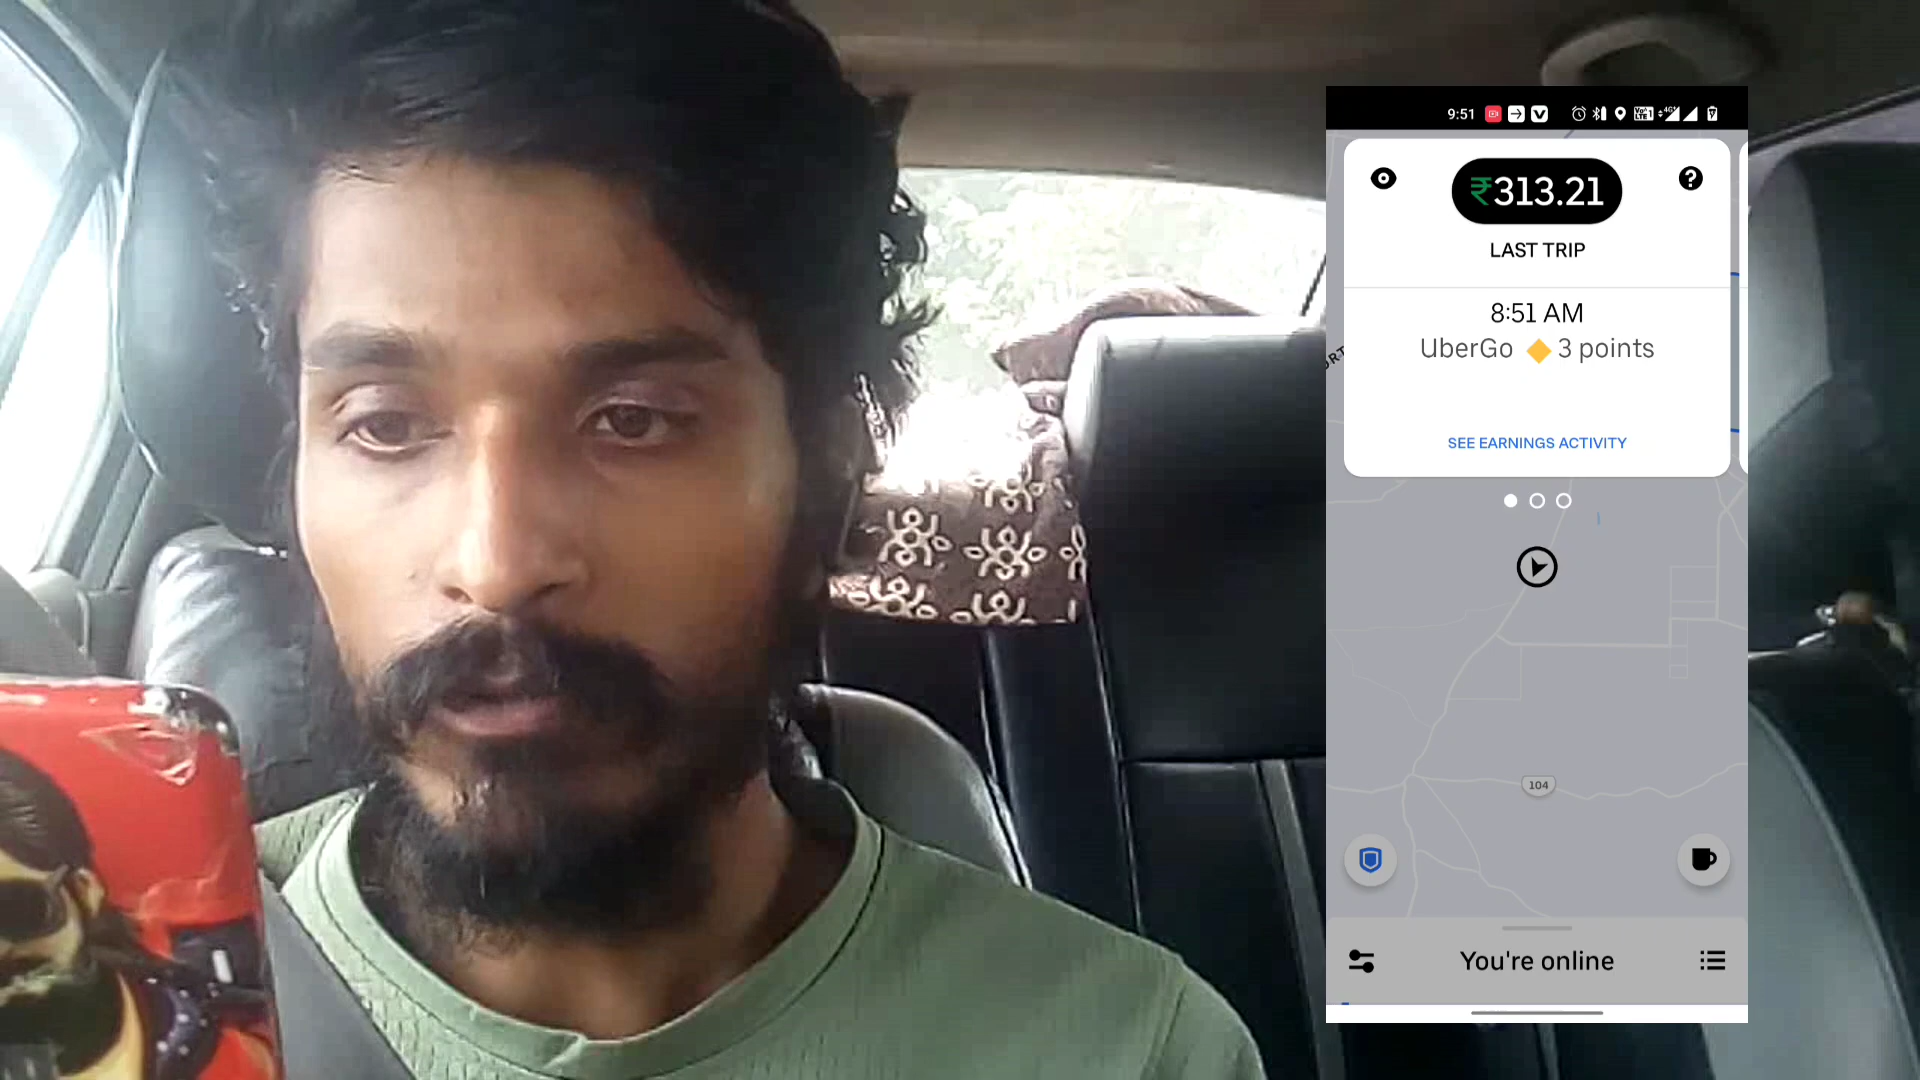 9:51
₹313.21
LAST TRIP
8:51 AM
UberGo 3 points
SEE EARNINGS ACTIVITY
104
You're online